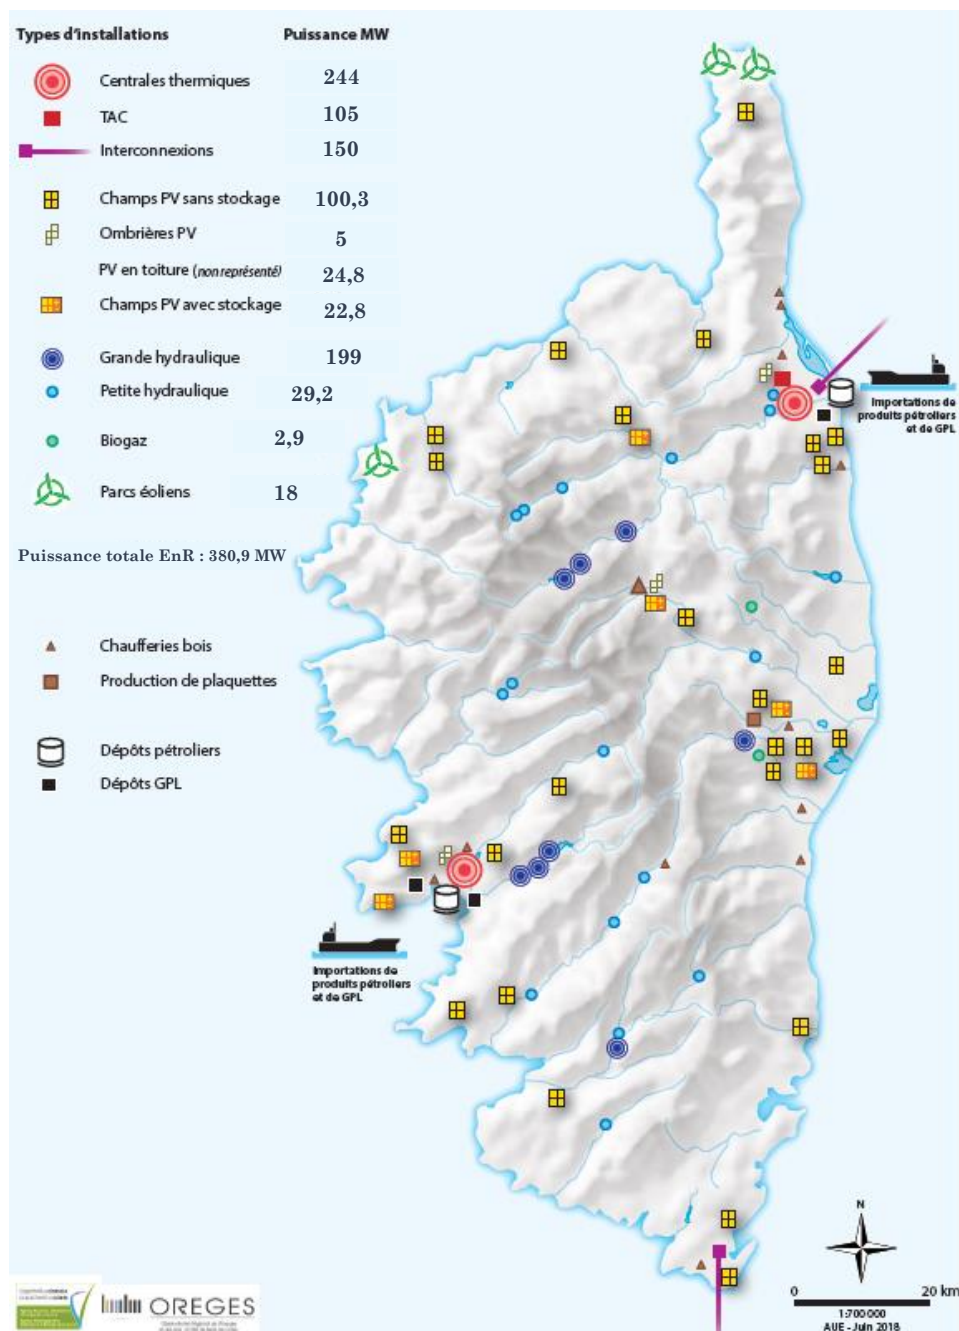 Types d'installations Puissance MW
Centrales thermiques 244
TAC 105
Interconnexions 150
Champs PV sans stockage 100,3
Ombrières PV 5
PV en toiture (non représenté) 24,8
Champs PV avec stockage 22,8
Grande hydraulique 199
Petite hydraulique 29,2
Biogaz 2,9
Parcs éoliens 18
Puissance totale EnR : 380,9 MW
Chaufferies bois
Production de plaquettes
Dépôts pétroliers
Dépôts GPL
Importations de
produits pétroliers
et de GPL
Importations de
produits pétroliers
et de GPL
N
0 20 km
1:700 000
AUE - Juin 2018
OREGES